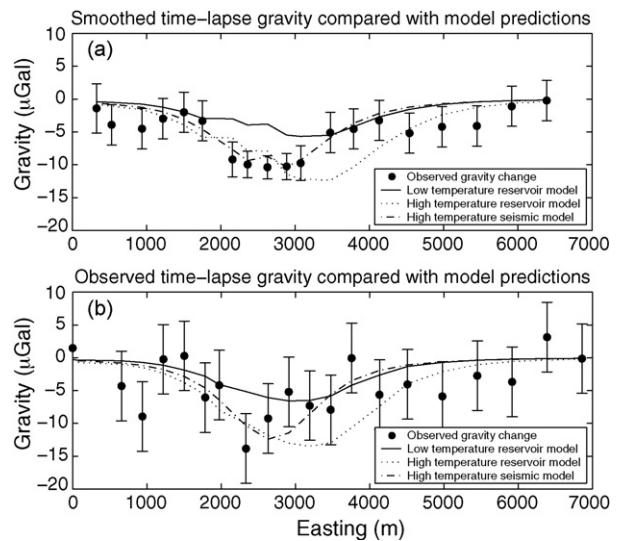 Smoothed time-lapse gravity compared with model predictions
(a)
10
5
0
-5
-10
-15
-20
Gravity (μGal)
Observed gravity change
Low temperature reservoir model
High temperature reservoir model
High temperature seismic model
0 1000 2000 3000 4000 5000 6000 7000
Observed time-lapse gravity compared with model predictions
(b)
10
5
0
-5
-10
-15
-20
Gravity (μGal)
Observed gravity change
Low temperature reservoir model
High temperature reservoir model
High temperature seismic model
0 1000 2000 3000 4000 5000 6000 7000
Easting (m)